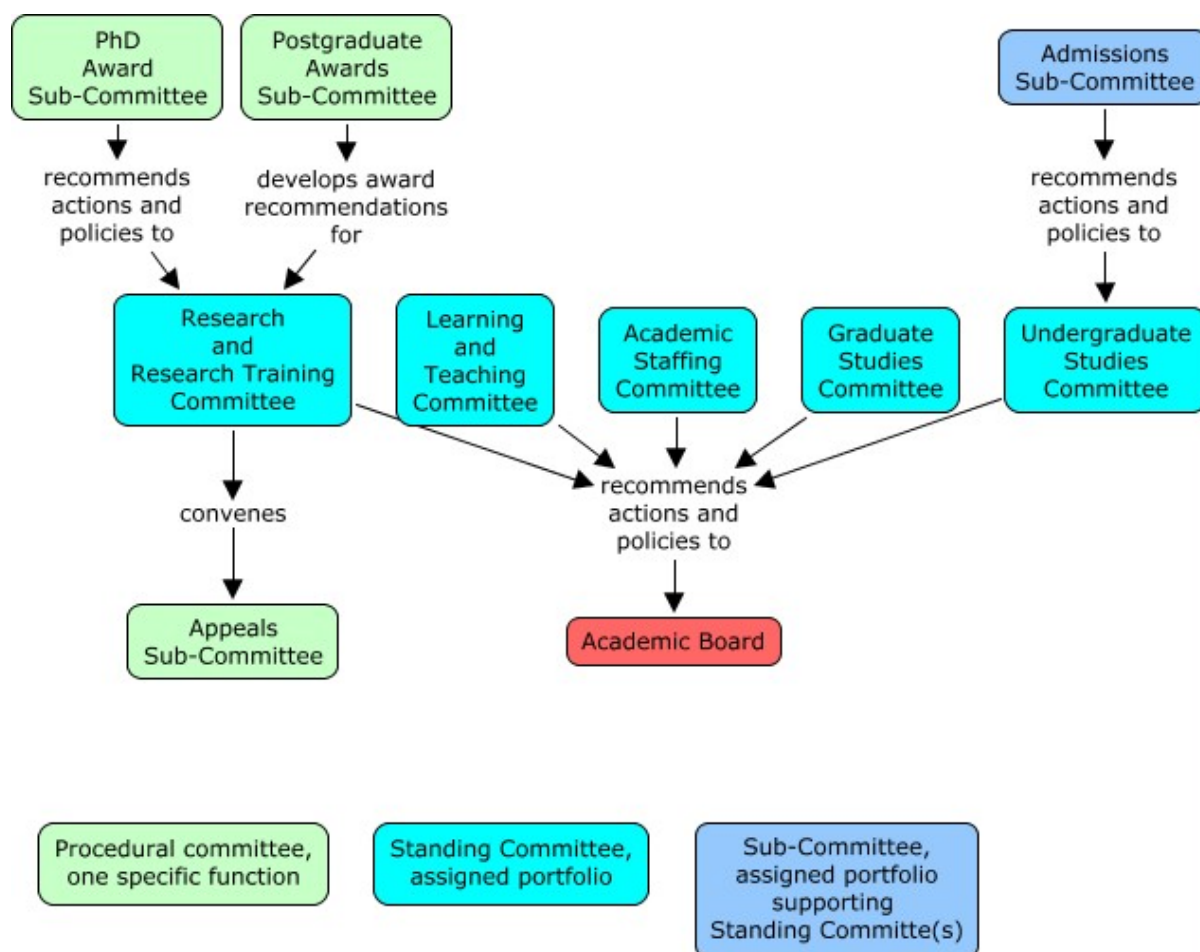 PhD
Award
Sub-Committee
Postgraduate
Awards
Sub-Committee
Admissions
Sub-Committee
recommends
actions and
policies to
develops award
recommendations
for
recommends
actions and
policies to
Research
and
Research Training
Committee
Learning
and
Teaching
Committee
Academic
Staffing
Committee
Graduate
Studies
Committee
Undergraduate
Studies
Committee
convenes
recommends
actions and
policies to
Appeals
Sub-Committee
Academic Board
Procedural committee,
one specific function
Standing Committee,
assigned portfolio
Sub-Committee,
assigned portfolio
supporting
Standing Committe(s)